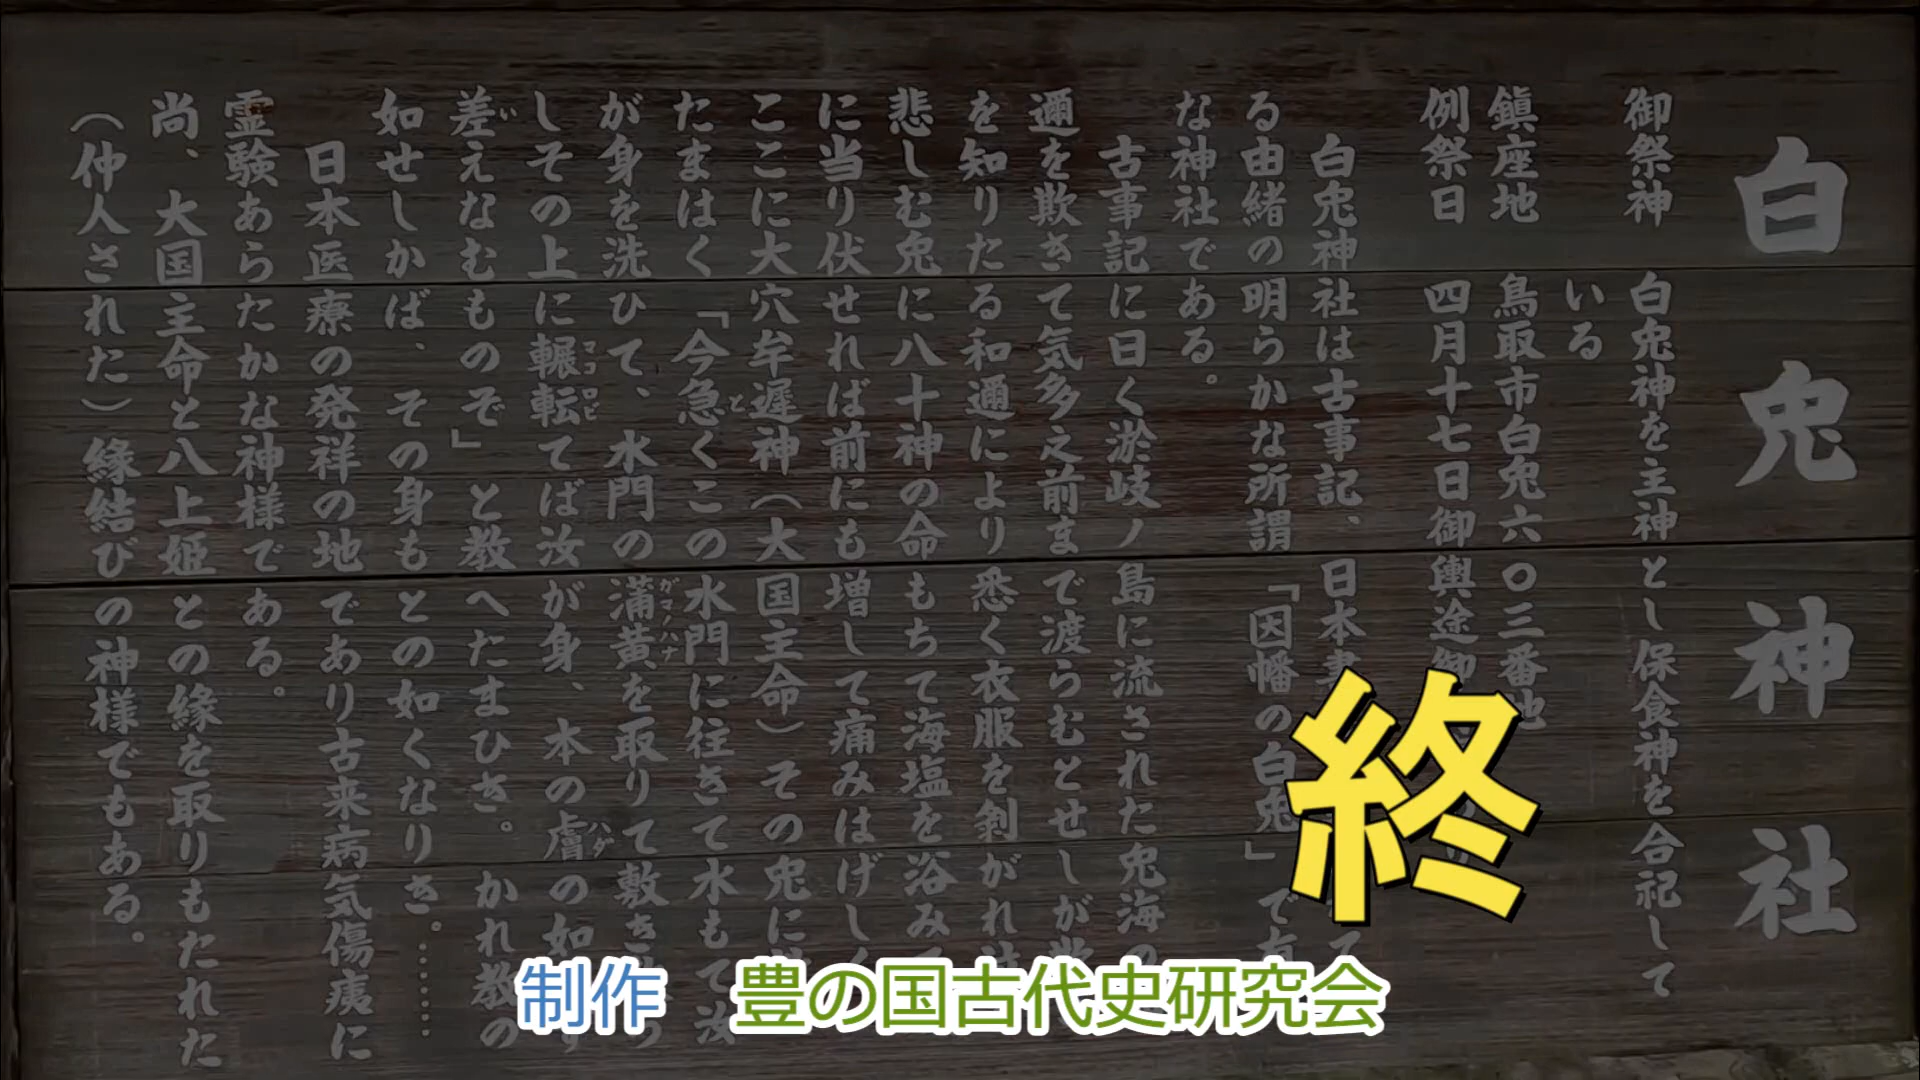 白兎神社
御祭神 白兎神を主神とし保食神を合祀して
いる
鎮座地 鳥取市白兎六〇三番地
例祭日 四月十七日御輿途御
白兎神社は古事記、日本書
る由緒の明らかな所謂「因幡の白兎」で有
な神社である。
古事記に曰く淤岐ノ島に流された兎海の
邇を欺きて気多之前まで渡らむとせしが
を知りたる和邇により悉く衣服を剝がれ
悲しむ兎に八十神の命もちて海塩を浴み
に当り伏せれば前にも増して痛みはげしく
ここに大穴牟遅神(大国主命)その兎に
たまはく「今急くこの水門に往きて水もて汝
が身を洗ひて、水門の蒲黄を取りて敷き
しその上に輾転てば汝が身、本の膚の如
差えなむものぞ」と教へたまひき。かれ教の
如せしかば、その身もとの如くなりき。………
日本医療の発祥の地であり古来病気傷痍に
霊験あらたかな神様である。
尚、大国主命と八上姫との縁を取りもたれた
(仲人された)縁結びの神様でもある。
終
制作 豊の国古代史研究会